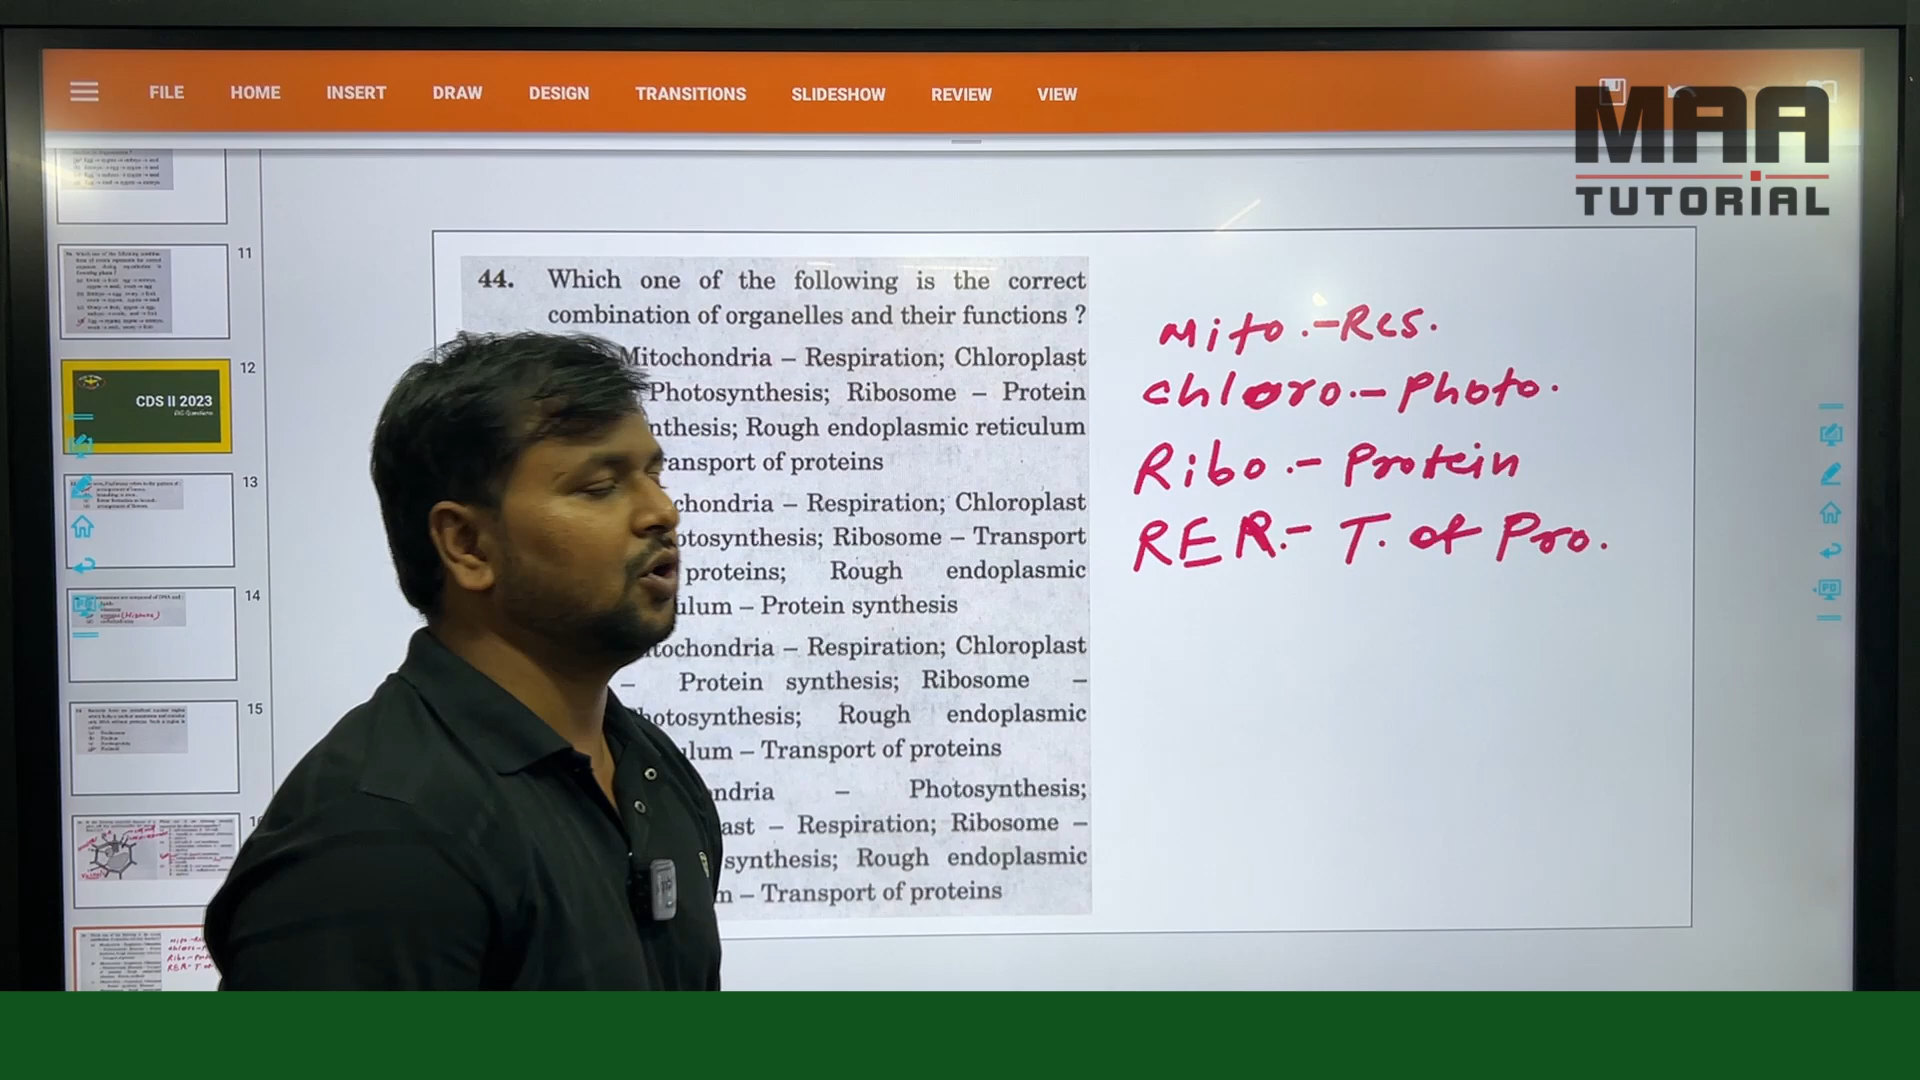 FILE HOME INSERT DRAW DESIGN TRANSITIONS SLIDESHOW REVIEW VIEW
MAA
TUTORIAL
11
12
CDS II 2023
13
14
15
44. Which one of the following is the correct
combination of organelles and their functions ?
Mitochondria – Respiration; Chloroplast
Photosynthesis; Ribosome – Protein
nthesis; Rough endoplasmic reticulum
ransport of proteins
chondria – Respiration; Chloroplast
otosynthesis; Ribosome – Transport
proteins; Rough endoplasmic
ulum – Protein synthesis
tochondria – Respiration; Chloroplast
– Protein synthesis; Ribosome –
hotosynthesis; Rough endoplasmic
ulum – Transport of proteins
ndria – Photosynthesis;
ast – Respiration; Ribosome –
synthesis; Rough endoplasmic
m – Transport of proteins
Mito.-Res.
chloro.- Photo.
Ribo.- Protein
RER.- T. of Pro.